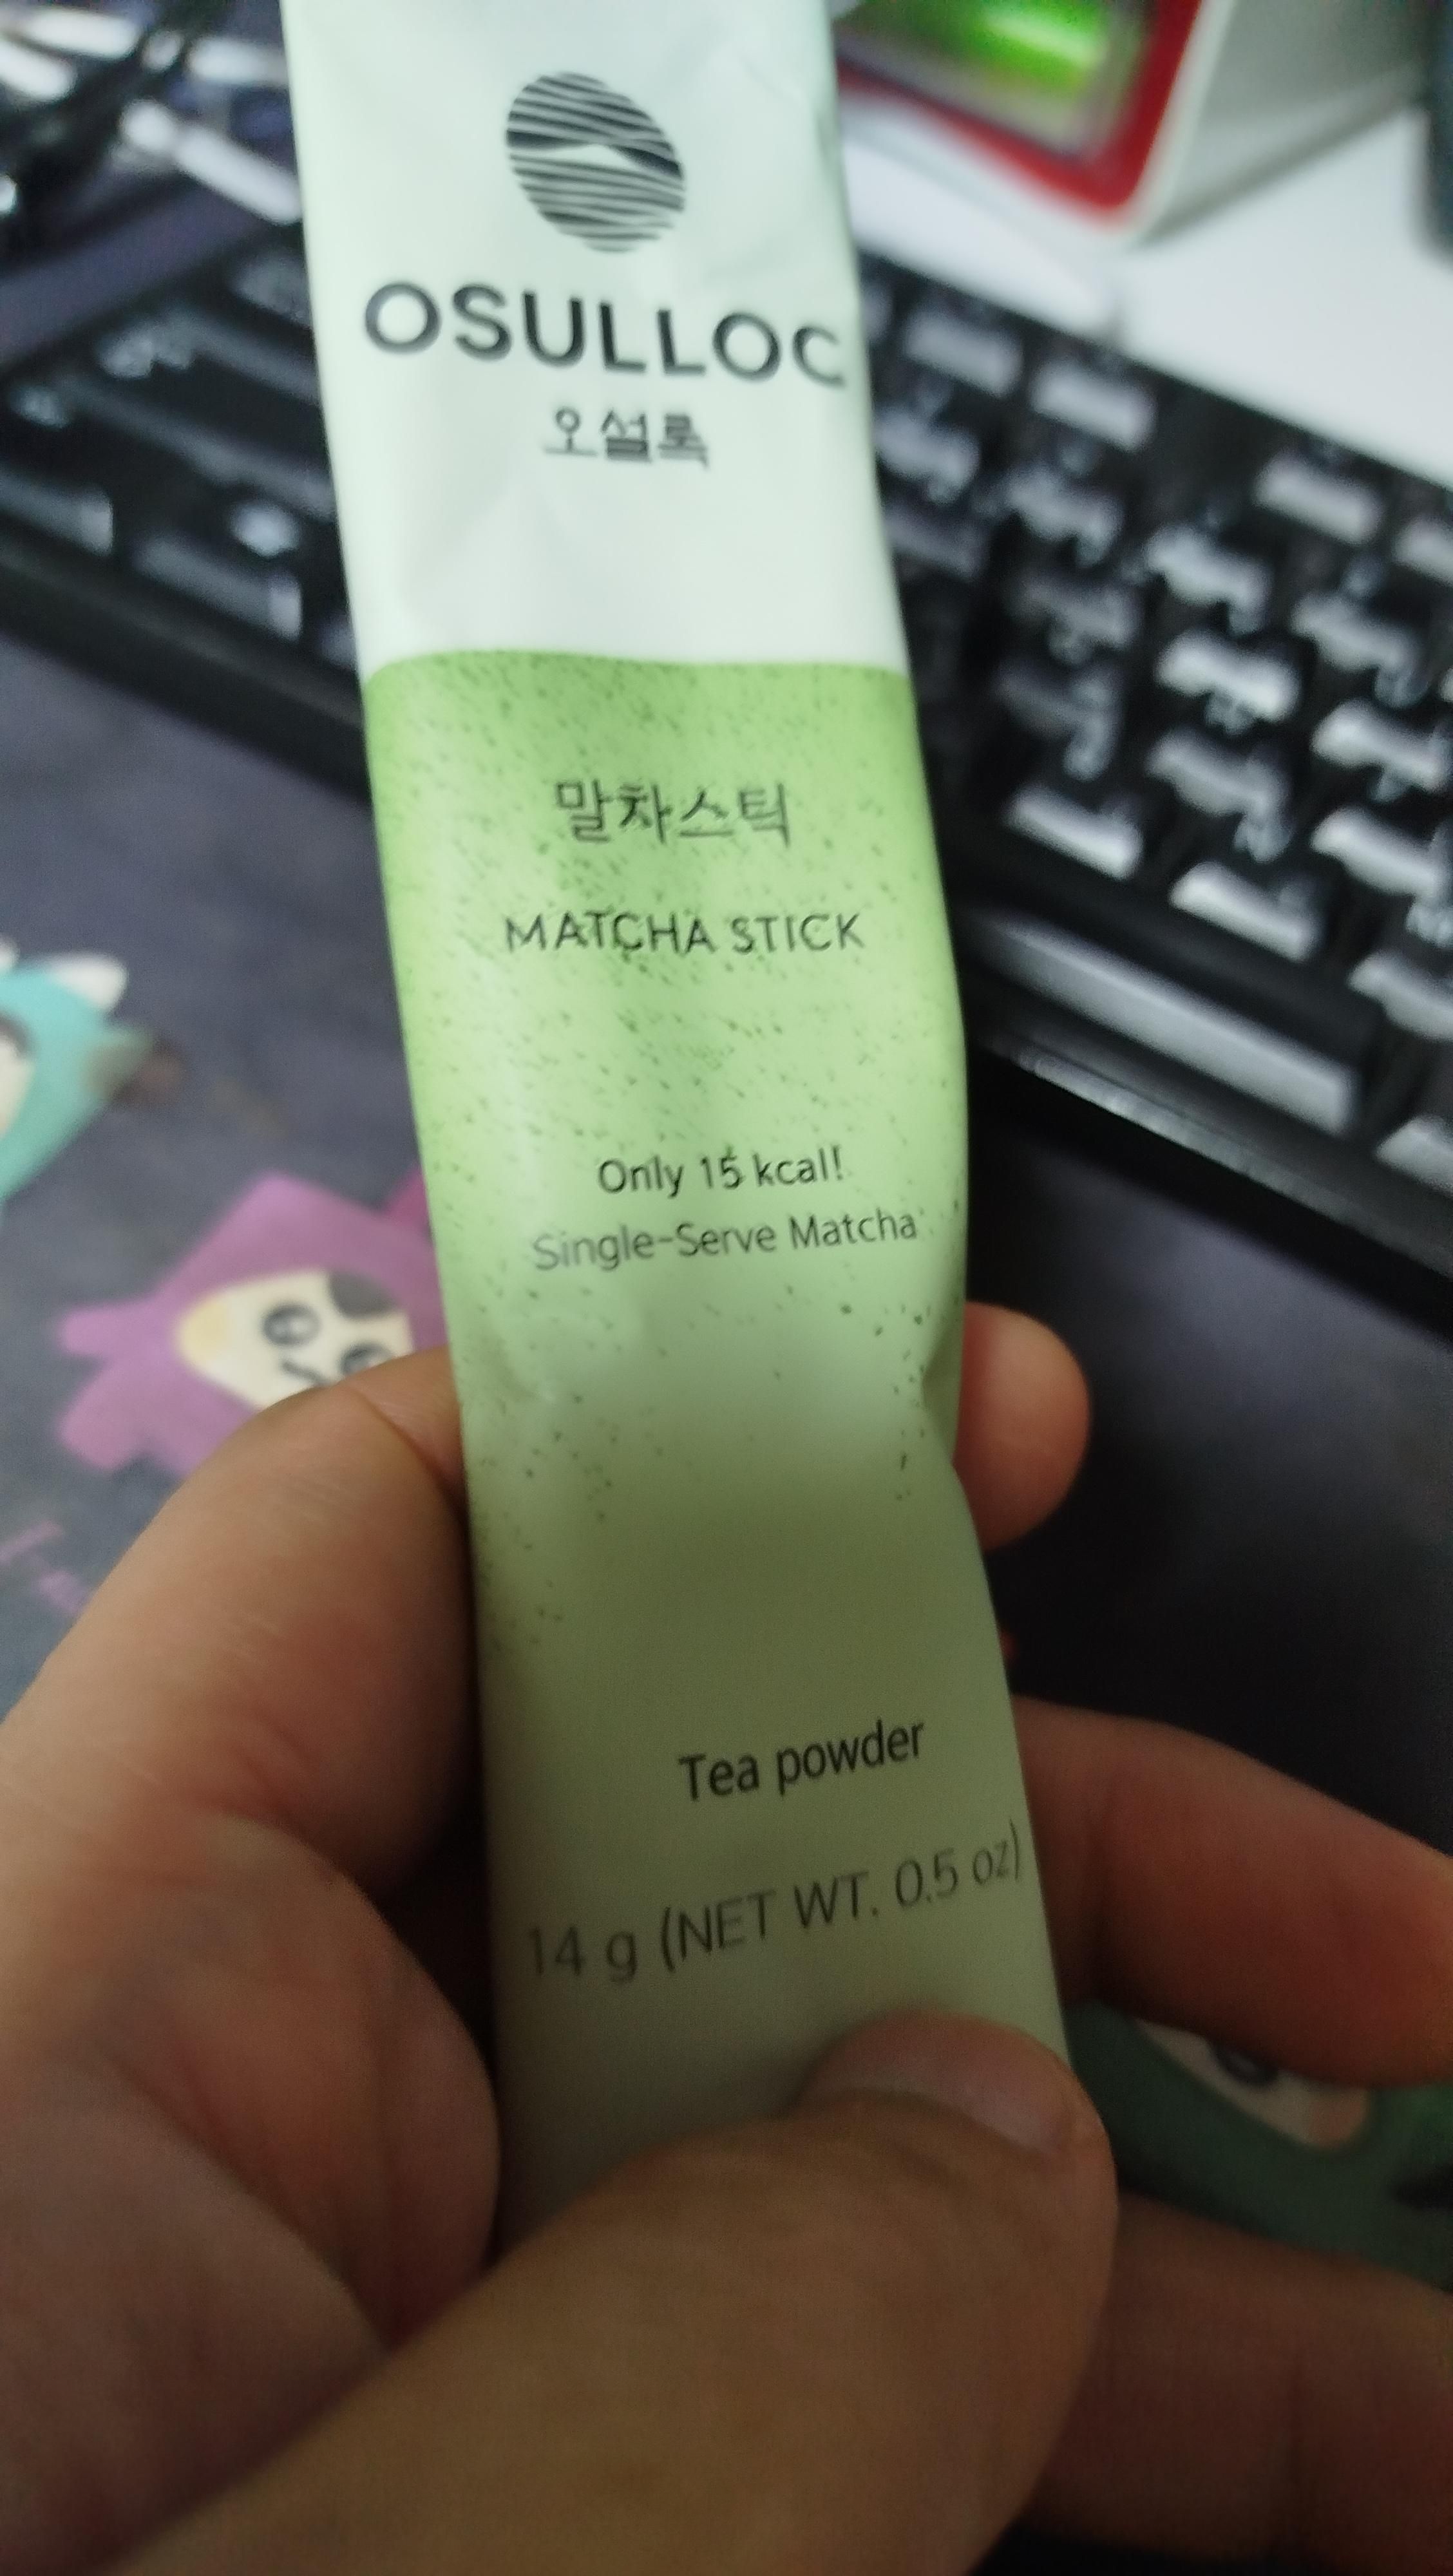 OSULLOC
오설록
말차스틱
MATCHA STICK
Only 15 kcal!
Single-Serve Matcha
Tea powder
14 g (NET WT. 0.5 oz)